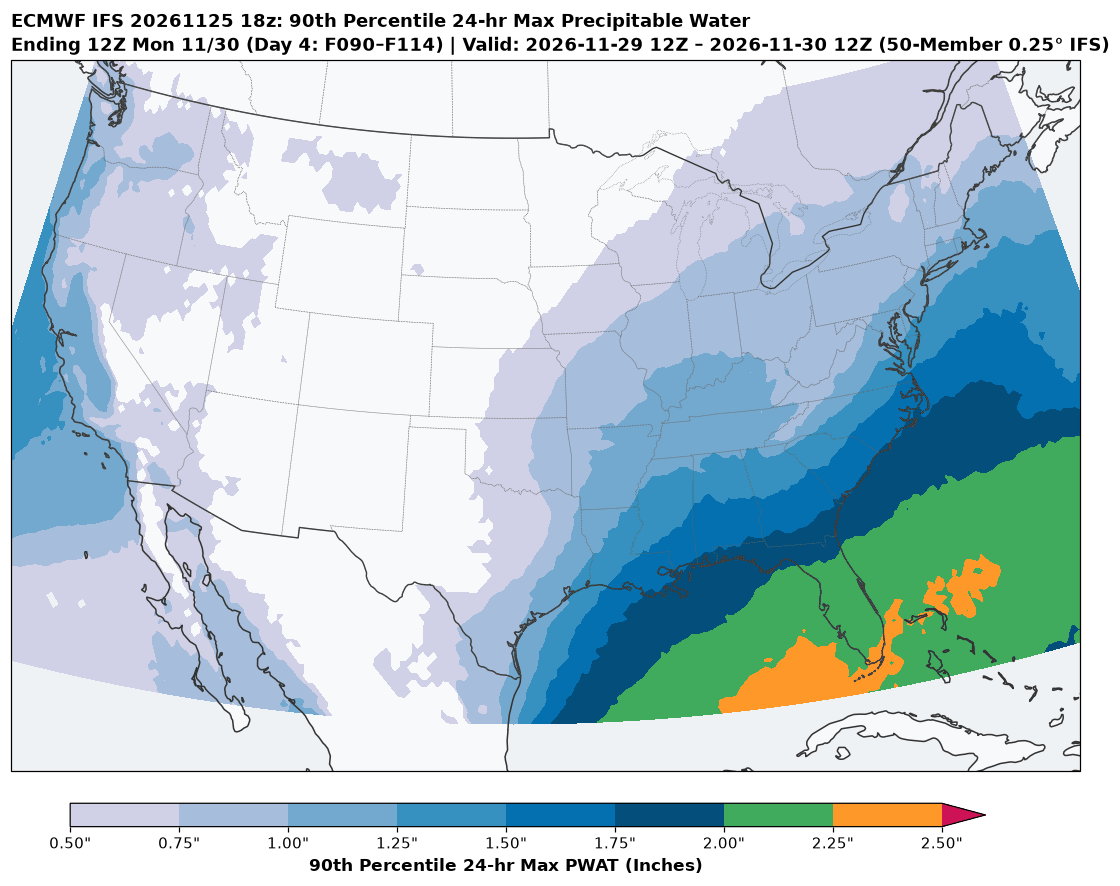 ECMWF IFS 20261125 18z: 90th Percentile 24-hr Max Precipitable Water
Ending 12Z Mon 11/30 (Day 4: F090–F114) | Valid: 2026-11-29 12Z – 2026-11-30 12Z (50-Member 0.25° IFS)
0.50" 0.75" 1.00" 1.25" 1.50" 1.75" 2.00" 2.25" 2.50"
90th Percentile 24-hr Max PWAT (Inches)